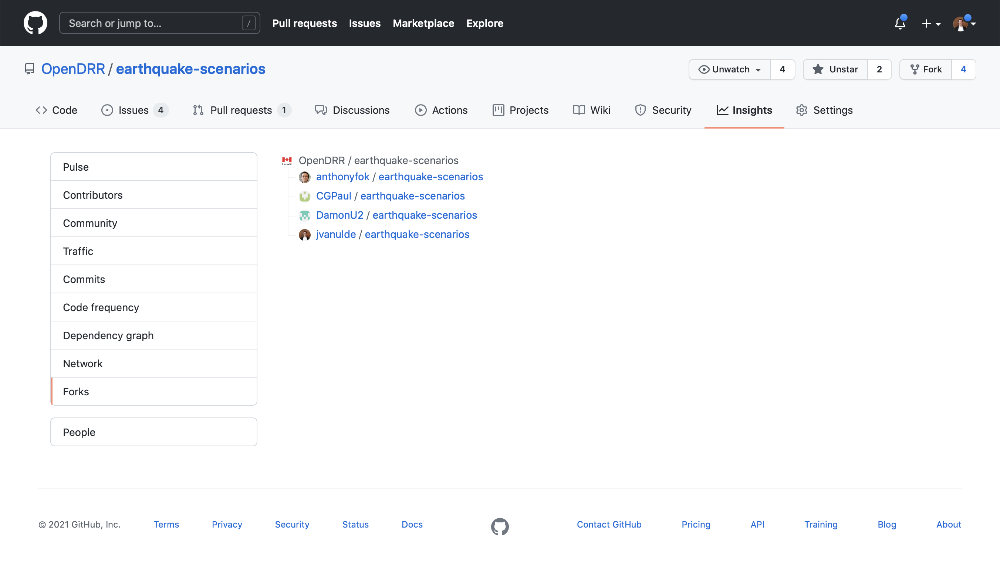 Search or jump to... / Pull requests Issues Marketplace Explore
OpenDRR / earthquake-scenarios Unwatch 4 Unstar 2 Fork 4
Code Issues 4 Pull requests 1 Discussions Actions Projects Wiki Security Insights Settings
Pulse
Contributors
Community
Traffic
Commits
Code frequency
Dependency graph
Network
Forks
People
Canada OpenDRR / earthquake-scenarios
anthonyfok / earthquake-scenarios
CGPaul / earthquake-scenarios
DamonU2 / earthquake-scenarios
jvanulde / earthquake-scenarios
© 2021 GitHub, Inc. Terms Privacy Security Status Docs Contact GitHub Pricing API Training Blog About